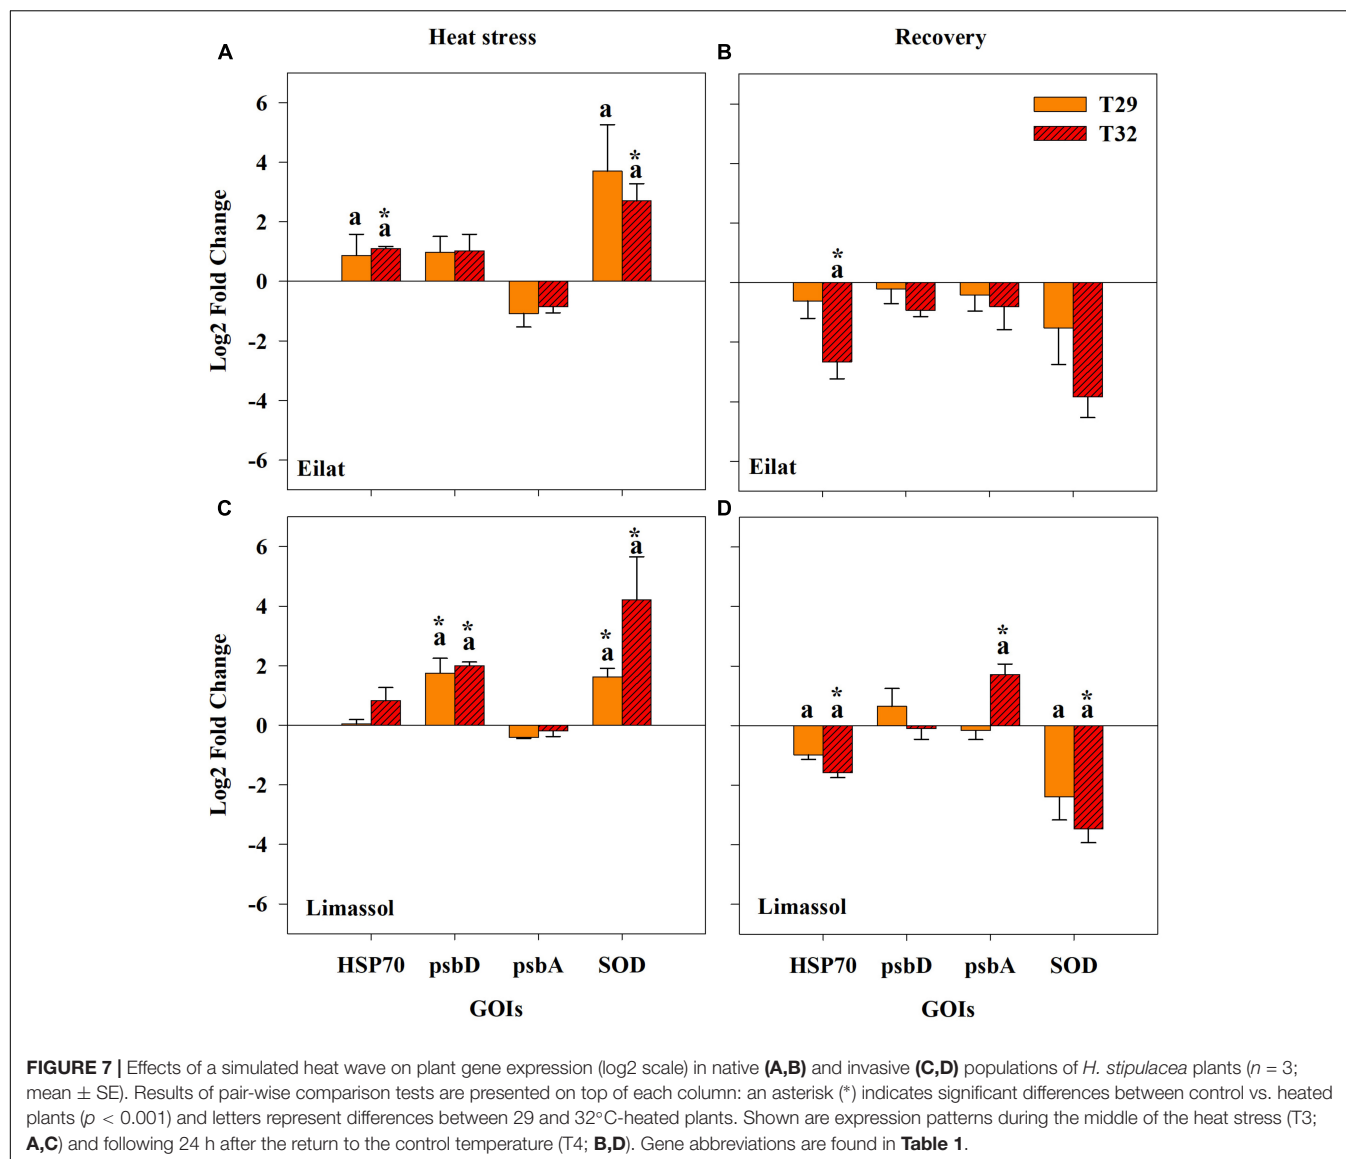 Heat stress
Recovery
A
B
6
4
2
0
-2
-4
-6
Log2 Fold Change
a
*
a
a
*
a
Eilat
T29
T32
*
a
Eilat
C
D
6
4
2
0
-2
-4
-6
Log2 Fold Change
*
a
*
a
*
a
*
a
Limassol
a
*
a
*
a
a
*
a
Limassol
HSP70 psbD psbA SOD
GOIs
HSP70 psbD psbA SOD
GOIs
FIGURE 7 | Effects of a simulated heat wave on plant gene expression (log2 scale) in native (A,B) and invasive (C,D) populations of H. stipulacea plants (n = 3;
mean ± SE). Results of pair-wise comparison tests are presented on top of each column: an asterisk (*) indicates significant differences between control vs. heated
plants (p < 0.001) and letters represent differences between 29 and 32°C-heated plants. Shown are expression patterns during the middle of the heat stress (T3;
A,C) and following 24 h after the return to the control temperature (T4; B,D). Gene abbreviations are found in Table 1.